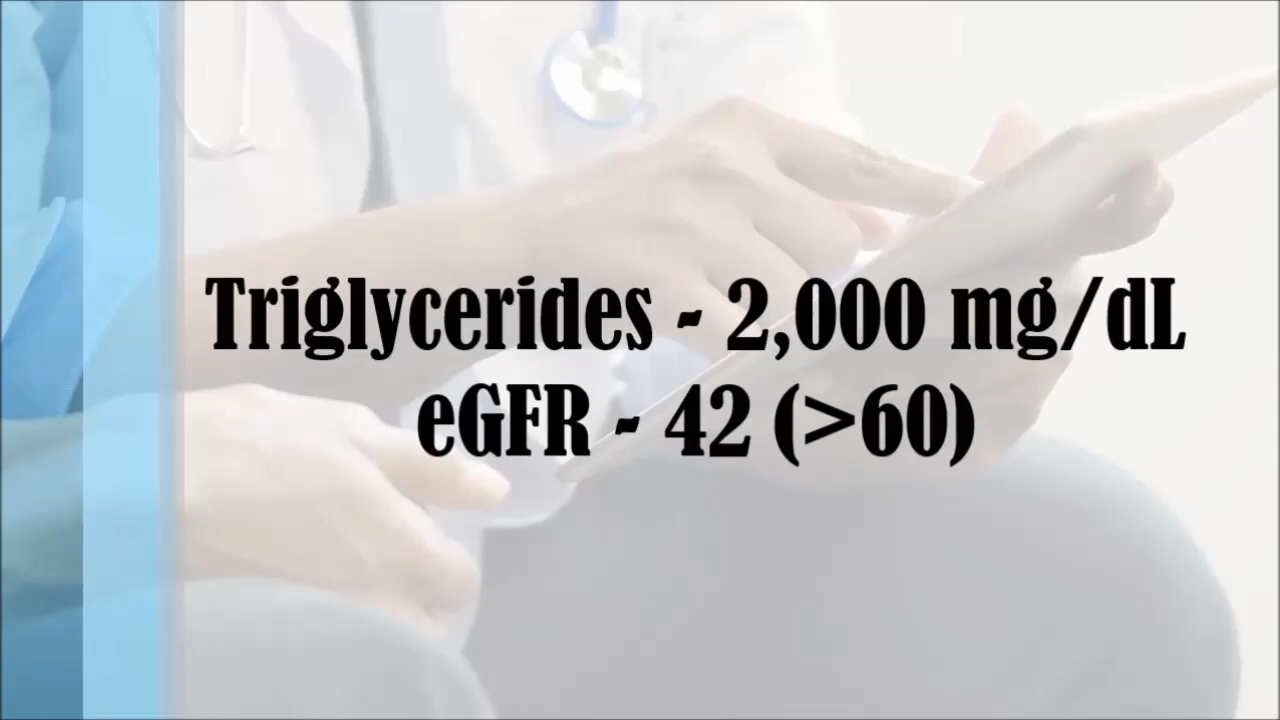 Triglycerides - 2,000 mg/dL
eGFR - 42 (>60)